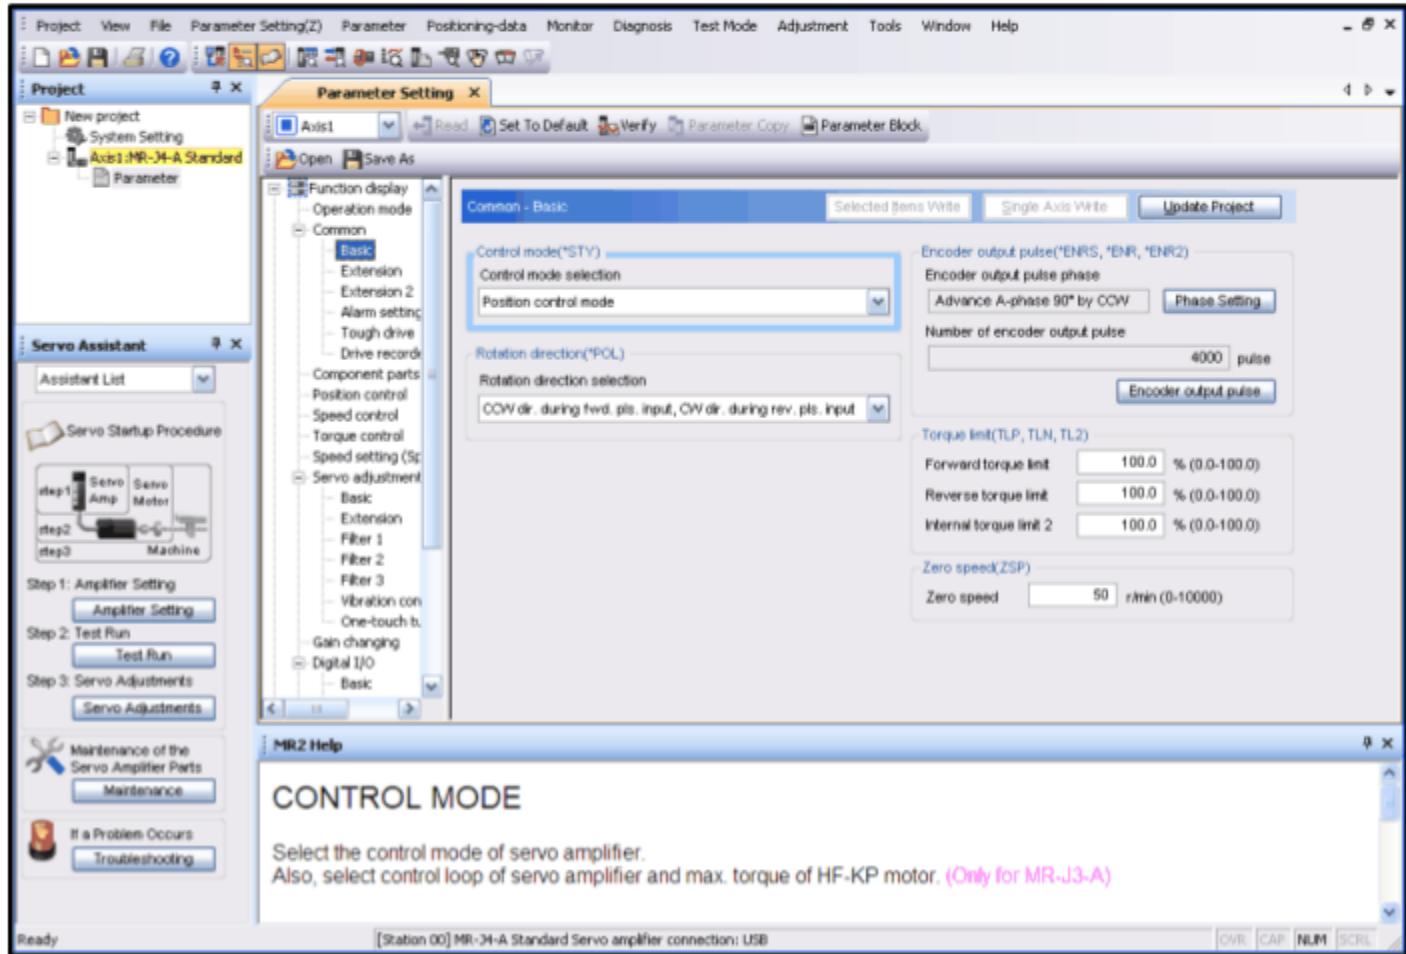 Project View File Parameter Setting(Z) Parameter Positioning-data Monitor Diagnosis Test Mode Adjustment Tools Window Help
Project
New project
System Setting
Axis1:MR-J4-A Standard
Parameter
Servo Assistant
Assistant List
Servo Startup Procedure
step1
Servo Amp
Servo Motor
step2
step3
Machine
Step 1: Amplifier Setting
Amplifier Setting
Step 2: Test Run
Test Run
Step 3: Servo Adjustments
Servo Adjustments
Maintenance of the
Servo Amplifier Parts
Maintenance
If a Problem Occurs
Troubleshooting
Parameter Setting
Axis1 Read Set To Default Verify Parameter Copy Parameter Block
Open Save As
Function display
Operation mode
Common
Basic
Extension
Extension 2
Alarm setting
Tough drive
Drive recorde
Component parts
Position control
Speed control
Torque control
Speed setting (Sp
Servo adjustment
Basic
Extension
Filter 1
Filter 2
Filter 3
Vibration con
One-touch tu
Gain changing
Digital I/O
Basic
Common - Basic Selected Items Write Single Axis Write Update Project
Control mode(*STY)
Control mode selection
Position control mode
Rotation direction(*POL)
Rotation direction selection
CCW dir. during fwd. pls. input, CW dir. during rev. pls. input
Encoder output pulse(*ENRS, *ENR, *ENR2)
Encoder output pulse phase
Advance A-phase 90° by CCW Phase Setting
Number of encoder output pulse
4000 pulse
Encoder output pulse
Torque limit(TLP, TLN, TL2)
Forward torque limit 100.0 % (0.0-100.0)
Reverse torque limit 100.0 % (0.0-100.0)
Internal torque limit 2 100.0 % (0.0-100.0)
Zero speed(ZSP)
Zero speed 50 r/min (0-10000)
MR2 Help
CONTROL MODE
Select the control mode of servo amplifier.
Also, select control loop of servo amplifier and max. torque of HF-KP motor. (Only for MR-J3-A)
Ready [Station 00] MR-J4-A Standard Servo amplifier connection: USB OVR CAP NUM SCRL